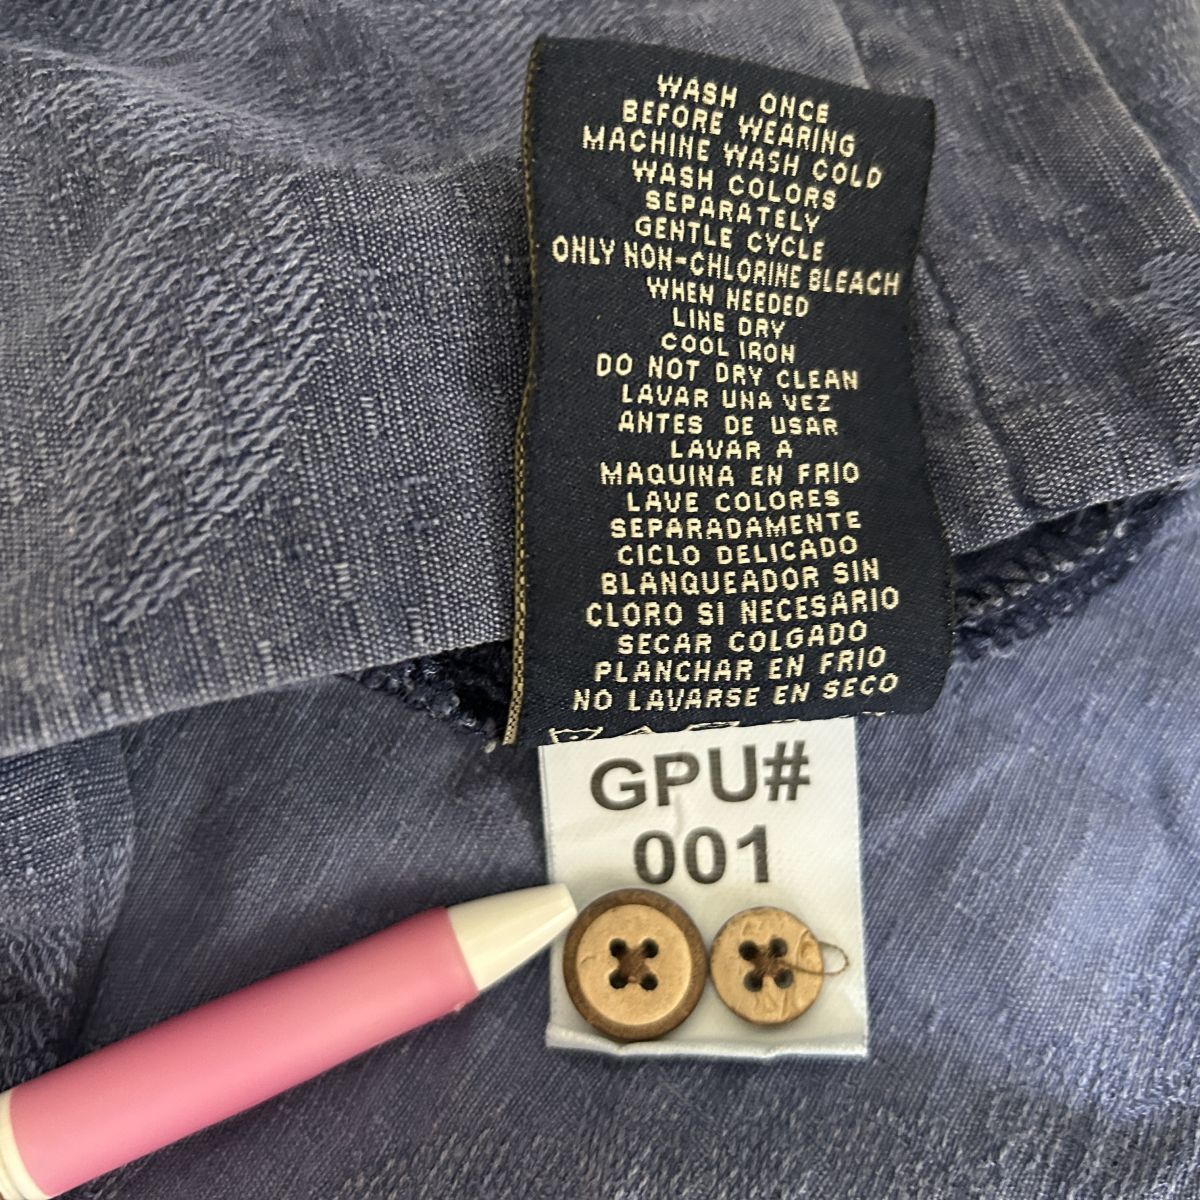 WASH ONCE
BEFORE WEARING
MACHINE WASH COLD
WASH COLORS
SEPARATELY
GENTLE CYCLE
ONLY NON-CHLORINE BLEACH
WHEN NEEDED
LINE DRY
COOL IRON
DO NOT DRY CLEAN
LAVAR UNA VEZ
ANTES DE USAR
LAVAR A
MAQUINA EN FRIO
LAVE COLORES
SEPARADAMENTE
CICLO DELICADO
BLANQUEADOR SIN
CLORO SI NECESARIO
SECAR COLGADO
PLANCHAR EN FRIO
NO LAVARSE EN SECO
GPU#
001